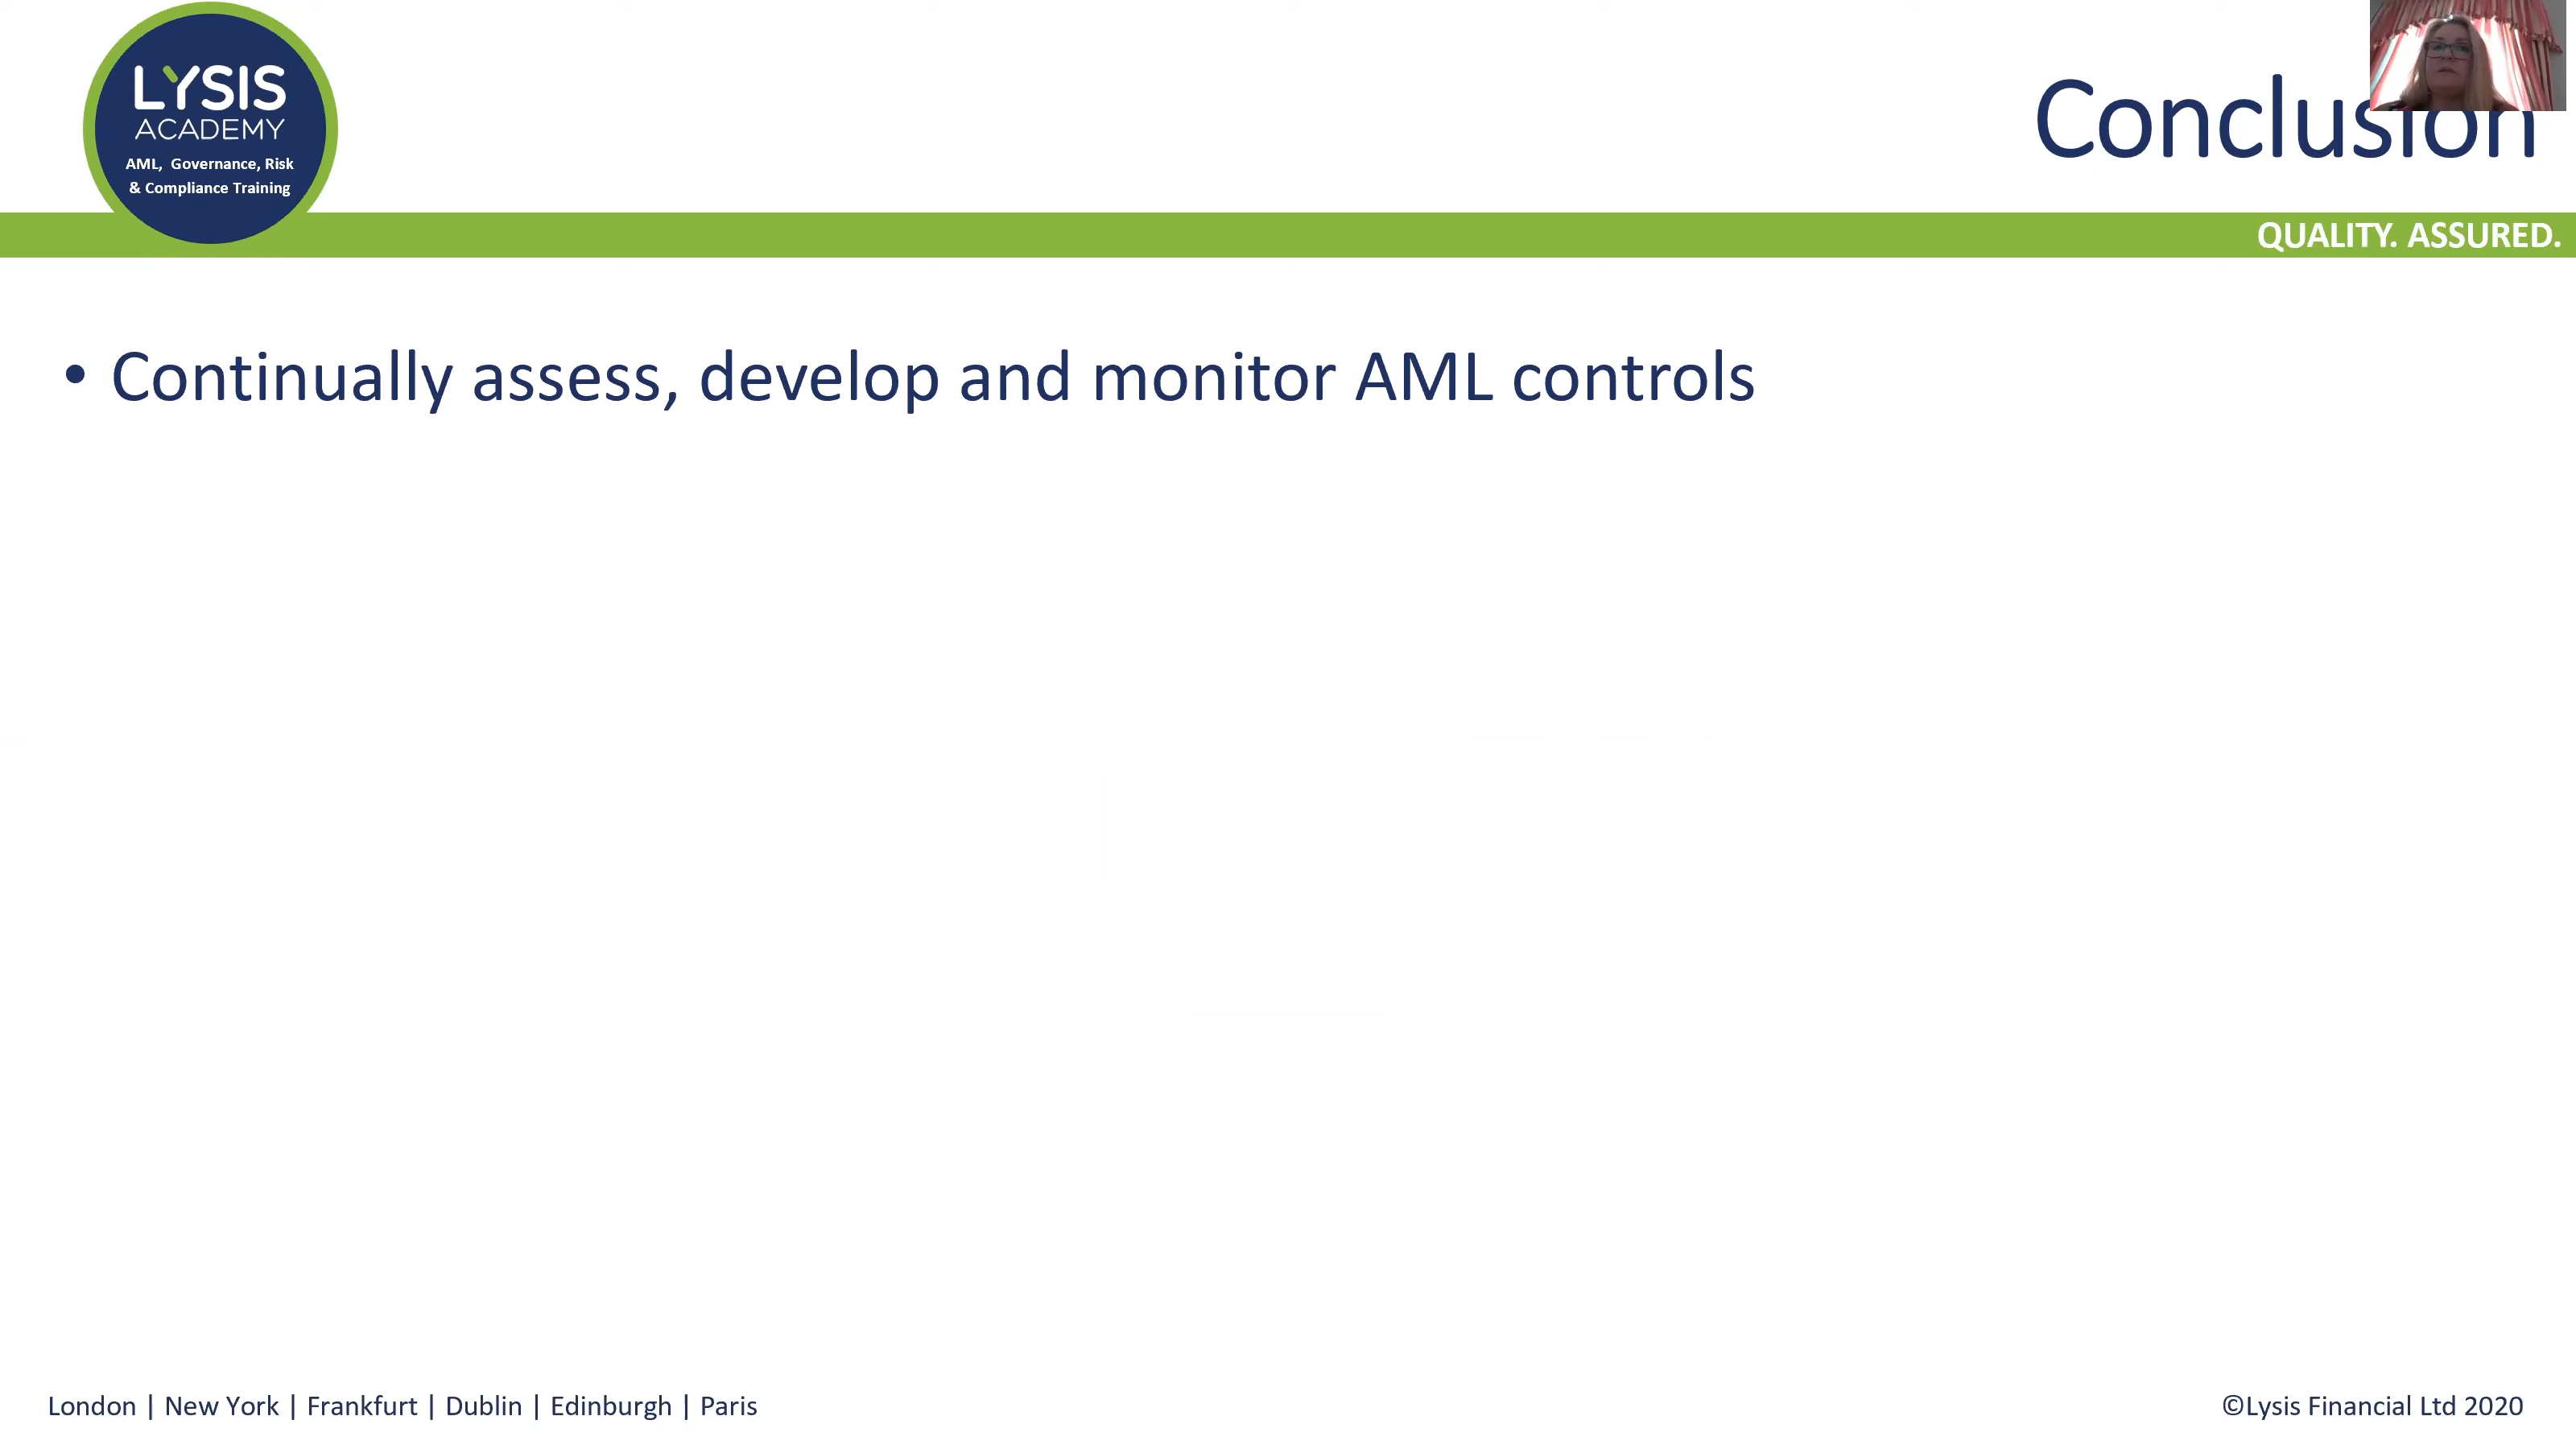 LYSIS
ACADEMY
AML, Governance, Risk
& Compliance Training
Conclusion
QUALITY. ASSURED.
• Continually assess, develop and monitor AML controls
London | New York | Frankfurt | Dublin | Edinburgh | Paris
©Lysis Financial Ltd 2020